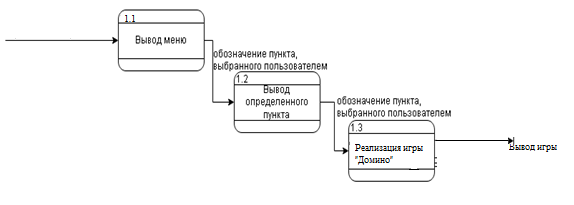 1.1
Вывод меню
обозначение пункта,
выбранного пользователем
1.2
Вывод
определенного
пункта
обозначение пункта,
выбранного пользователем
1.3
Реализация игры
"Домино"
Вывод игры